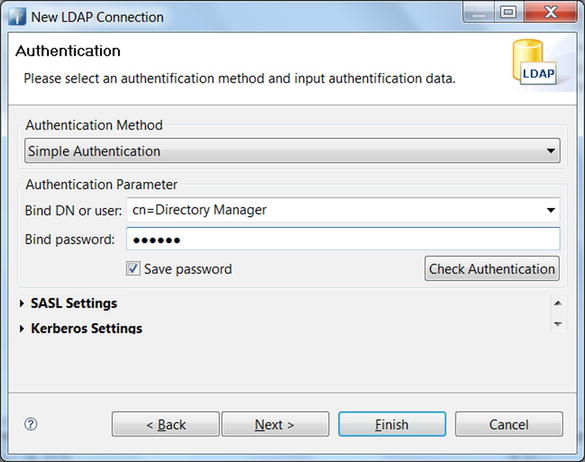 New LDAP Connection
Authentication
Please select an authentification method and input authentification data.
LDAP
Authentication Method
Simple Authentication
Authentication Parameter
Bind DN or user: cn=Directory Manager
Bind password: ●●●●●●
Save password Check Authentication
SASL Settings
Kerberos Settings
? < Back Next > Finish Cancel